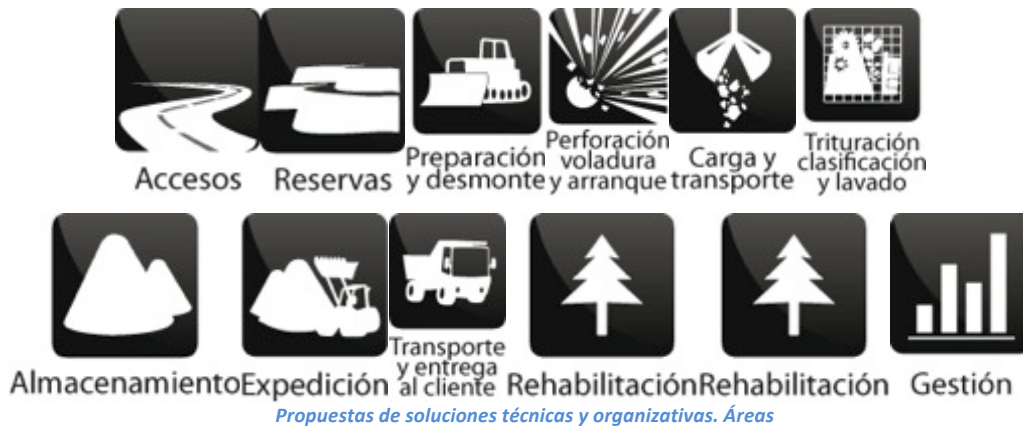 Accesos
Reservas
Preparación
y desmonte
Perforación
voladura
y arranque
Carga y
transporte
Trituración
clasificación
y lavado
Almacenamiento
Expedición
Transporte
y entrega
al cliente
Rehabilitación
Rehabilitación
Gestión
Propuestas de soluciones técnicas y organizativas. Áreas